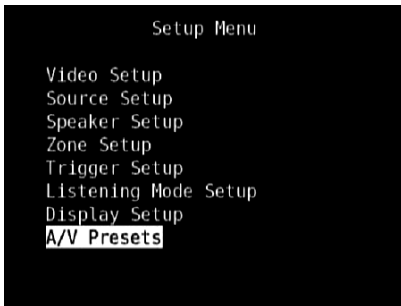 Setup Menu
Video Setup
Source Setup
Speaker Setup
Zone Setup
Trigger Setup
Listening Mode Setup
Display Setup
A/V Presets